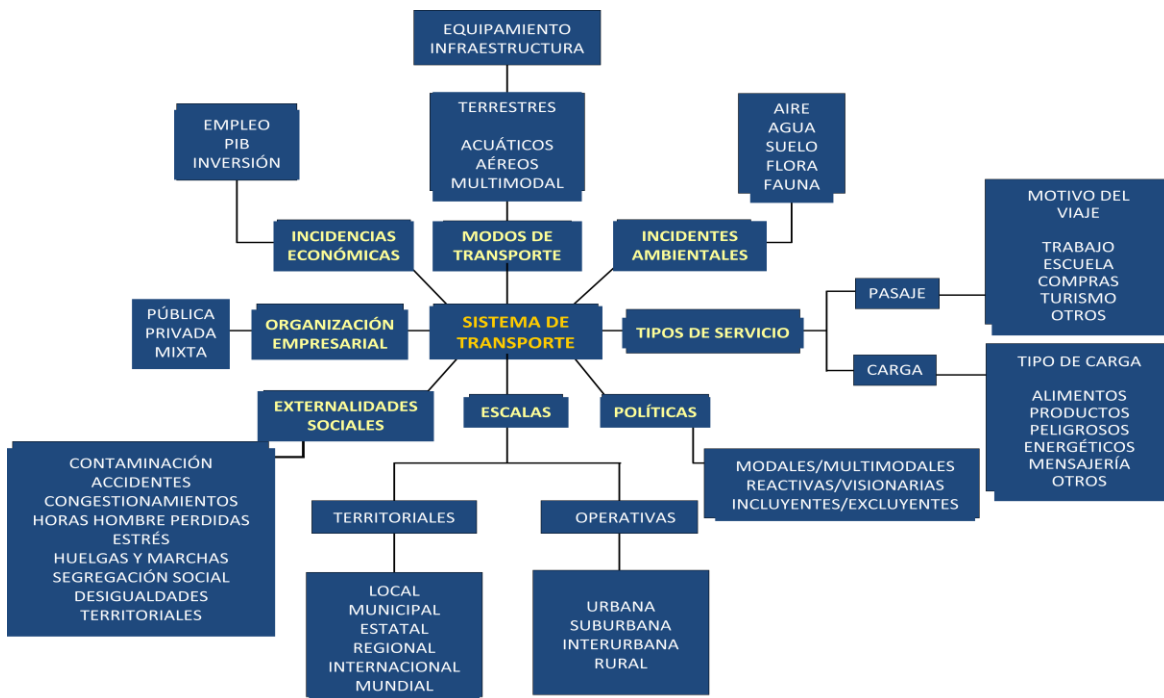 EQUIPAMIENTO
INFRAESTRUCTURA
TERRESTRES
ACUÁTICOS
AÉREOS
MULTIMODAL
AIRE
AGUA
SUELO
FLORA
FAUNA
EMPLEO
PIB
INVERSIÓN
INCIDENCIAS
ECONÓMICAS
MODOS DE
TRANSPORTE
INCIDENTES
AMBIENTALES
MOTIVO DEL
VIAJE
TRABAJO
ESCUELA
COMPRAS
TURISMO
OTROS
PASAJE
PÚBLICA
PRIVADA
MIXTA
ORGANIZACIÓN
EMPRESARIAL
SISTEMA DE
TRANSPORTE
TIPOS DE SERVICIO
CARGA
TIPO DE CARGA
ALIMENTOS
PRODUCTOS
PELIGROSOS
ENERGÉTICOS
MENSAJERÍA
OTROS
EXTERNALIDADES
SOCIALES
ESCALAS
POLÍTICAS
CONTAMINACIÓN
ACCIDENTES
CONGESTIONAMIENTOS
HORAS HOMBRE PERDIDAS
ESTRÉS
HUELGAS Y MARCHAS
SEGREGACIÓN SOCIAL
DESIGUALDADES
TERRITORIALES
MODALES/MULTIMODALES
REACTIVAS/VISIONARIAS
INCLUYENTES/EXCLUYENTES
TERRITORIALES
OPERATIVAS
LOCAL
MUNICIPAL
ESTATAL
REGIONAL
INTERNACIONAL
MUNDIAL
URBANA
SUBURBANA
INTERURBANA
RURAL